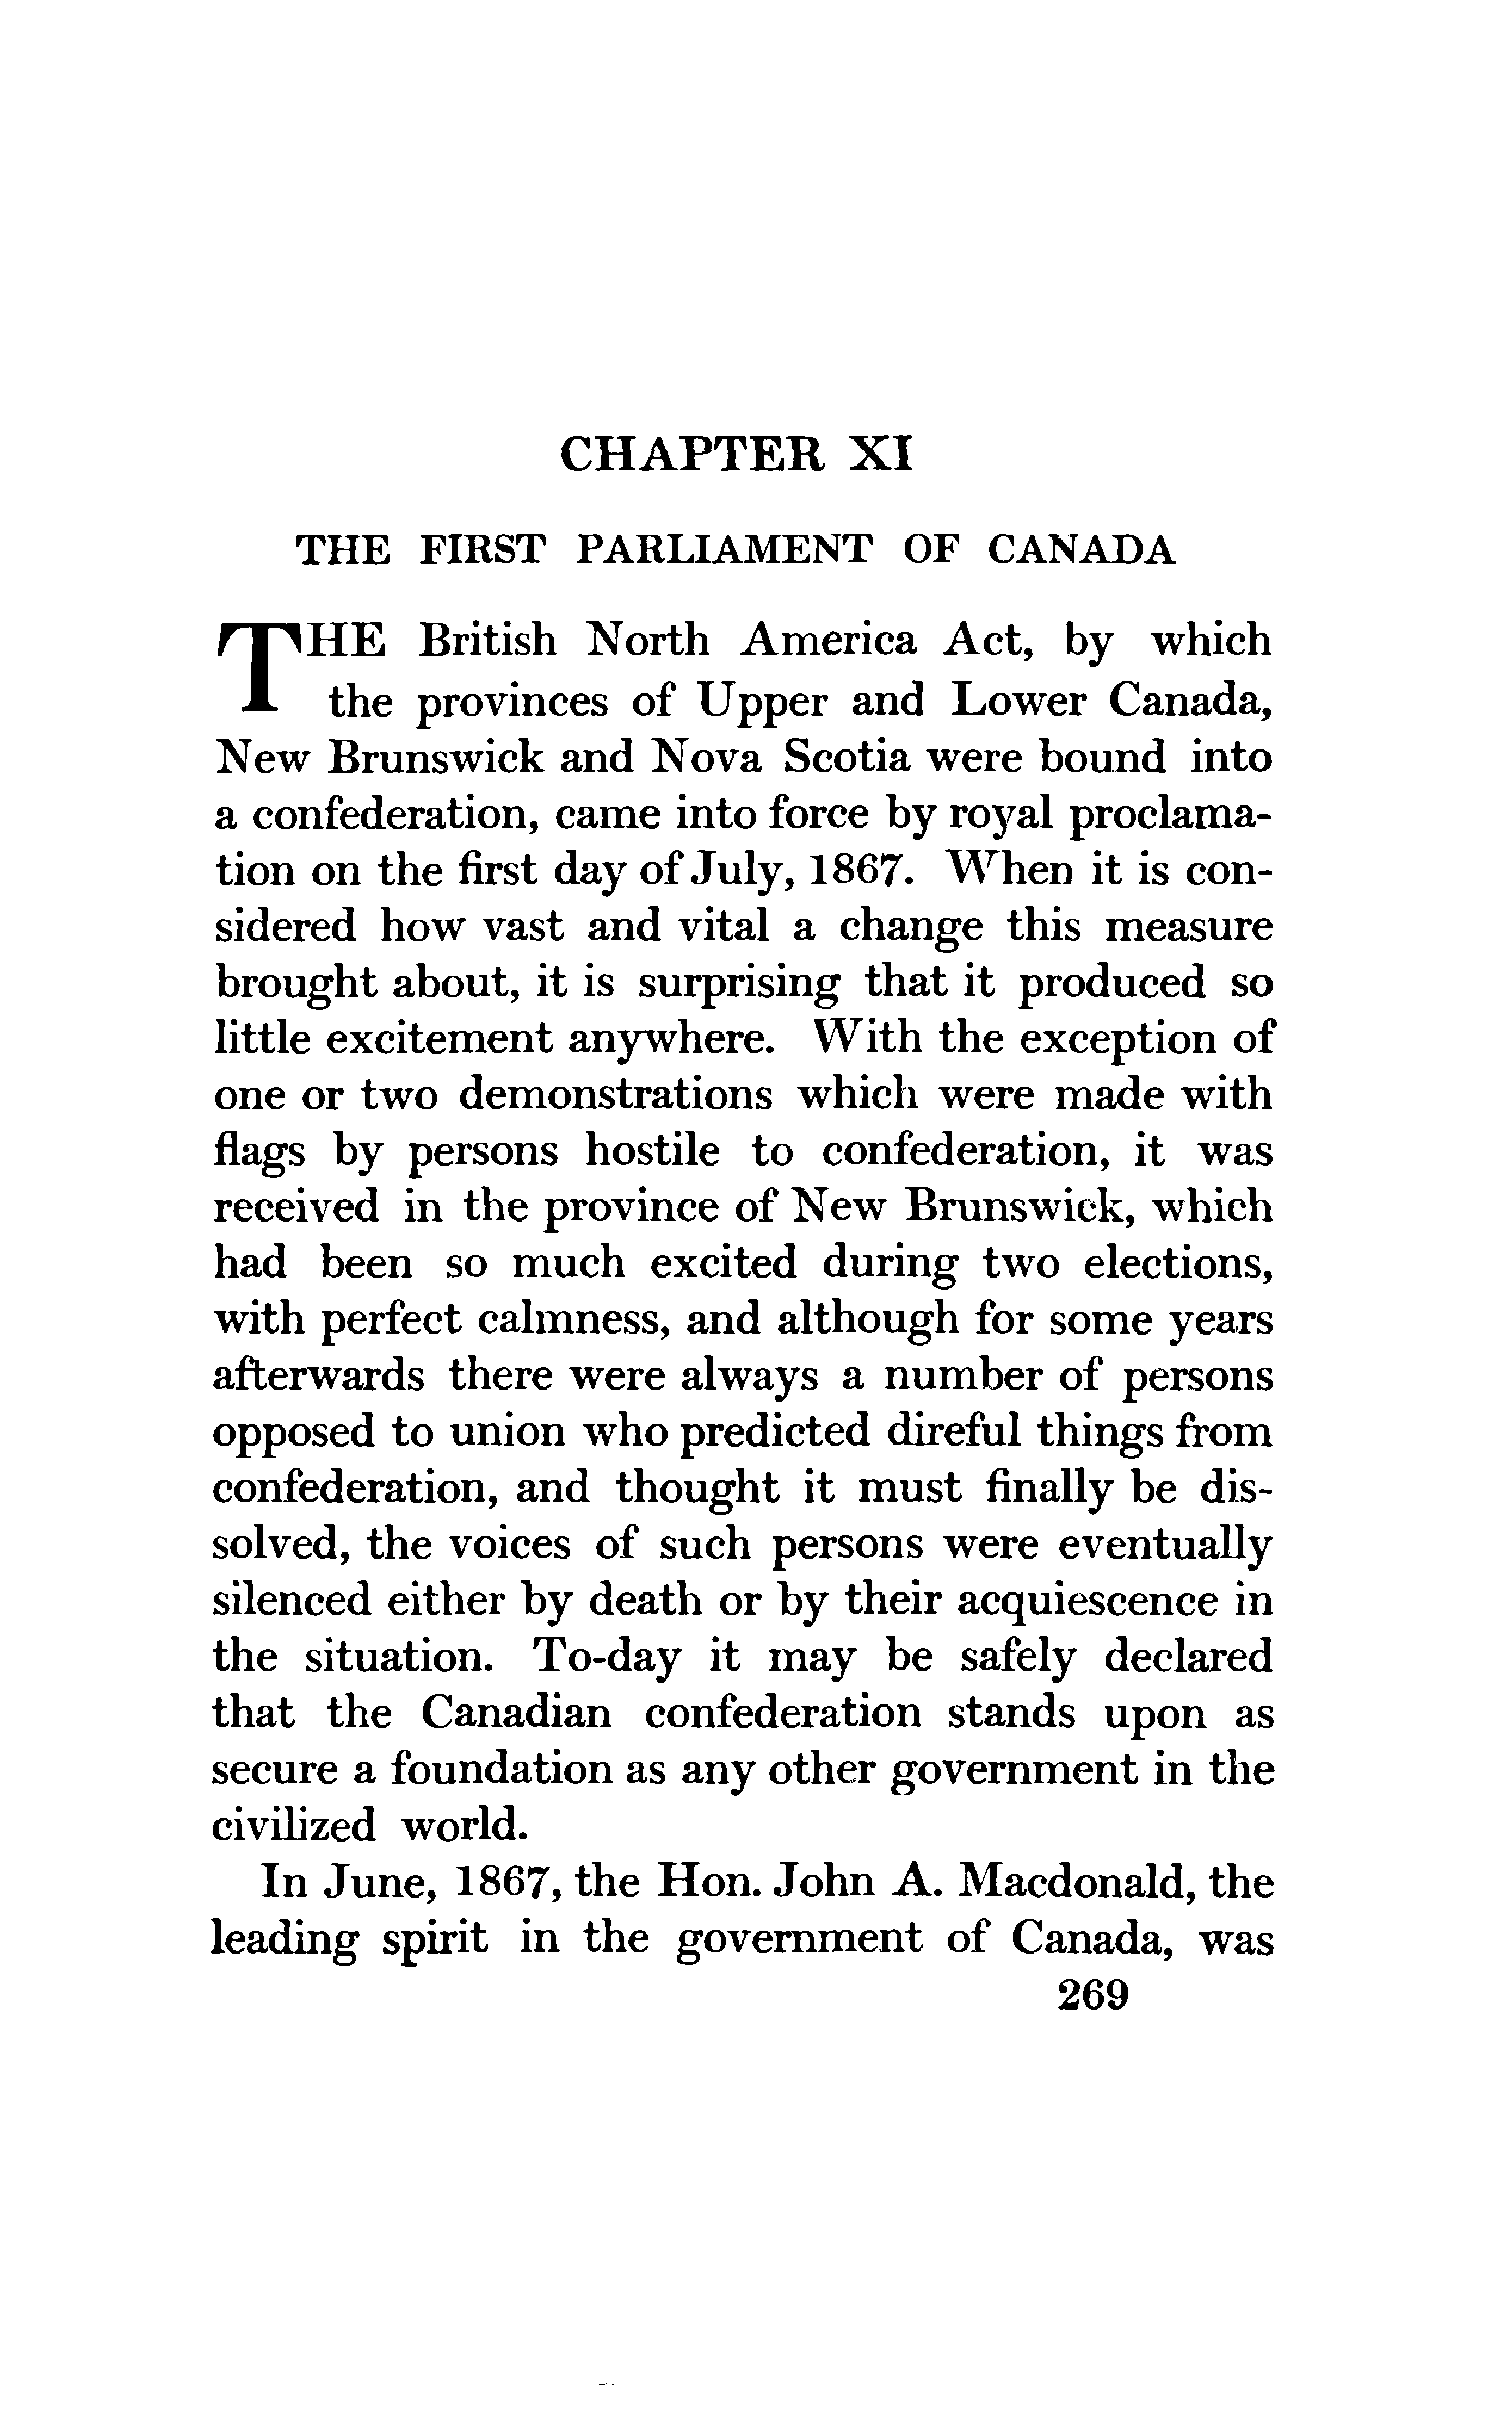 CHAPTER XI
THE FIRST PARLIAMENT OF CANADA
THE British North America Act, by which
the provinces of Upper and Lower Canada,
New Brunswick and Nova Scotia were bound into
a confederation, came into force by royal proclama-
tion on the first day of July, 1867. When it is con-
sidered how vast and vital a change this measure
brought about, it is surprising that it produced so
little excitement anywhere. With the exception of
one or two demonstrations which were made with
flags by persons hostile to confederation, it was
received in the province of New Brunswick, which
had been so much excited during two elections,
with perfect calmness, and although for some years
afterwards there were always a number of persons
opposed to union who predicted direful things from
confederation, and thought it must finally be dis-
solved, the voices of such persons were eventually
silenced either by death or by their acquiescence in
the situation. To-day it may be safely declared
that the Canadian confederation stands upon as
secure a foundation as any other government in the
civilized world.
In June, 1867, the Hon. John A. Macdonald, the
leading spirit in the government of Canada, was
269